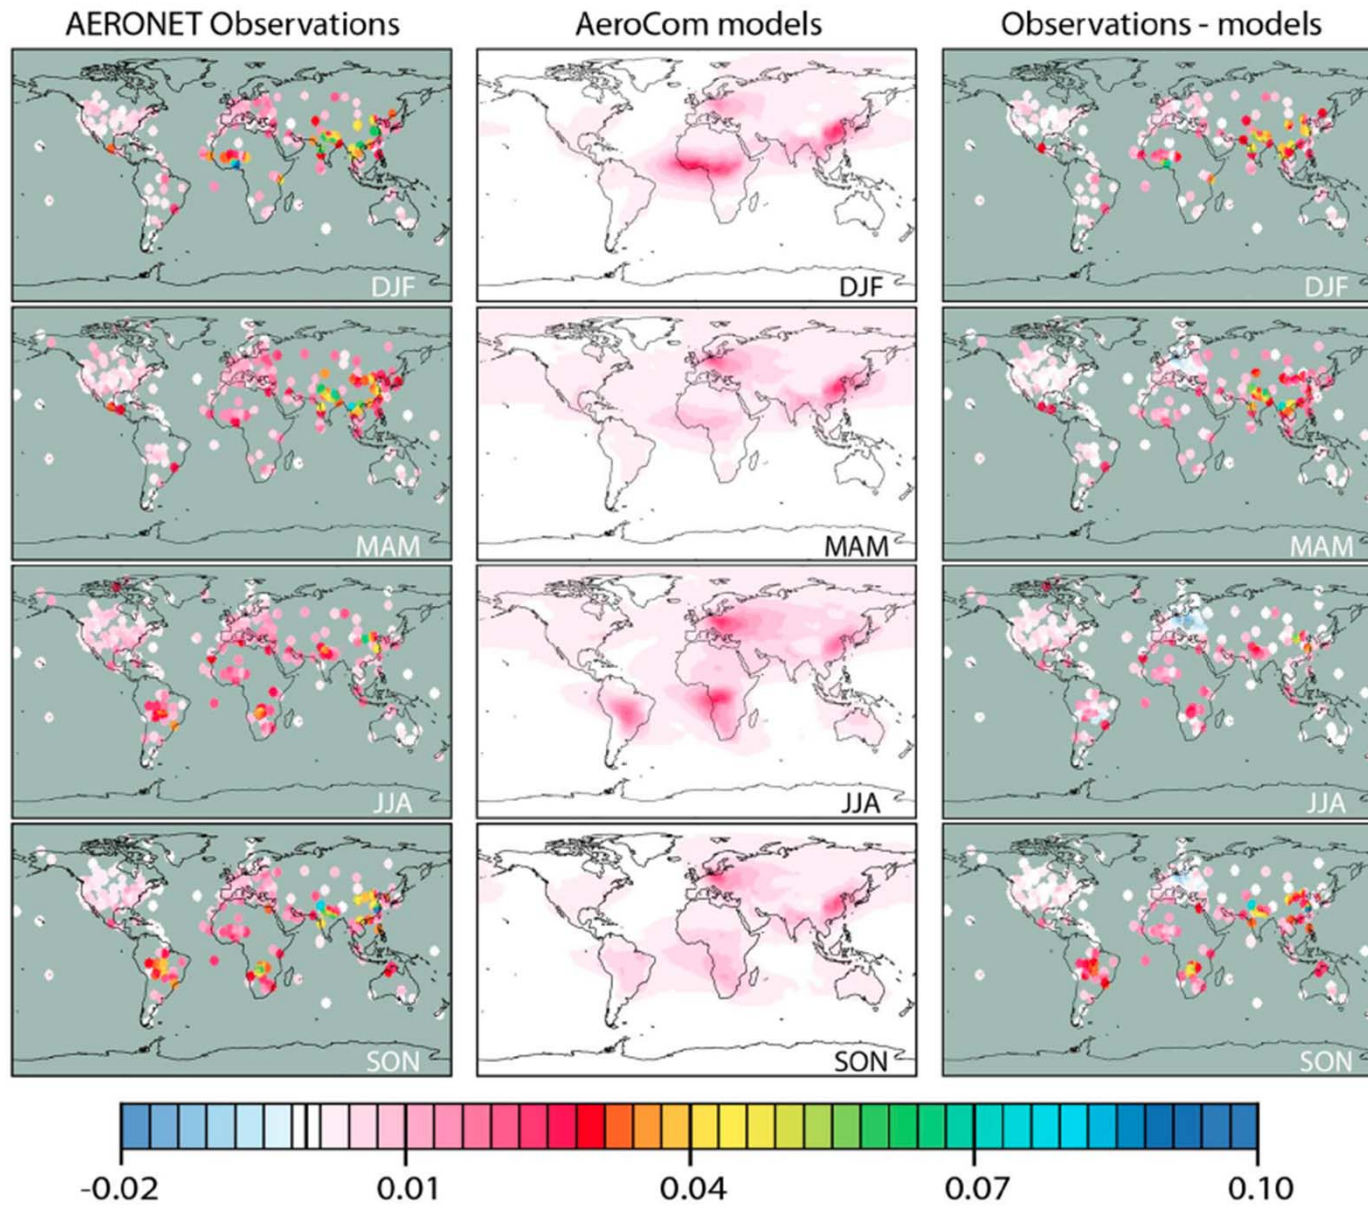 AERONET Observations AeroCom models Observations - models
DJF DJF DJF
MAM MAM MAM
JJA JJA JJA
SON SON SON
-0.02 0.01 0.04 0.07 0.10